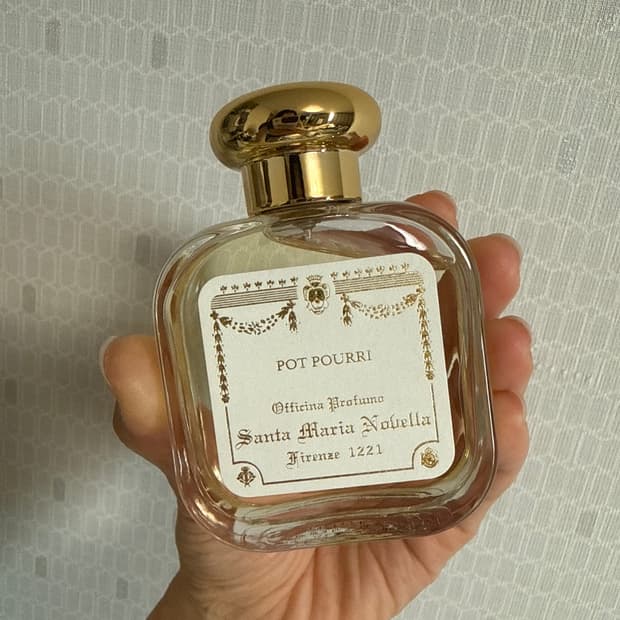 POT POURRI
Officina Profumo
Santa Maria Novella
Firenze 1221